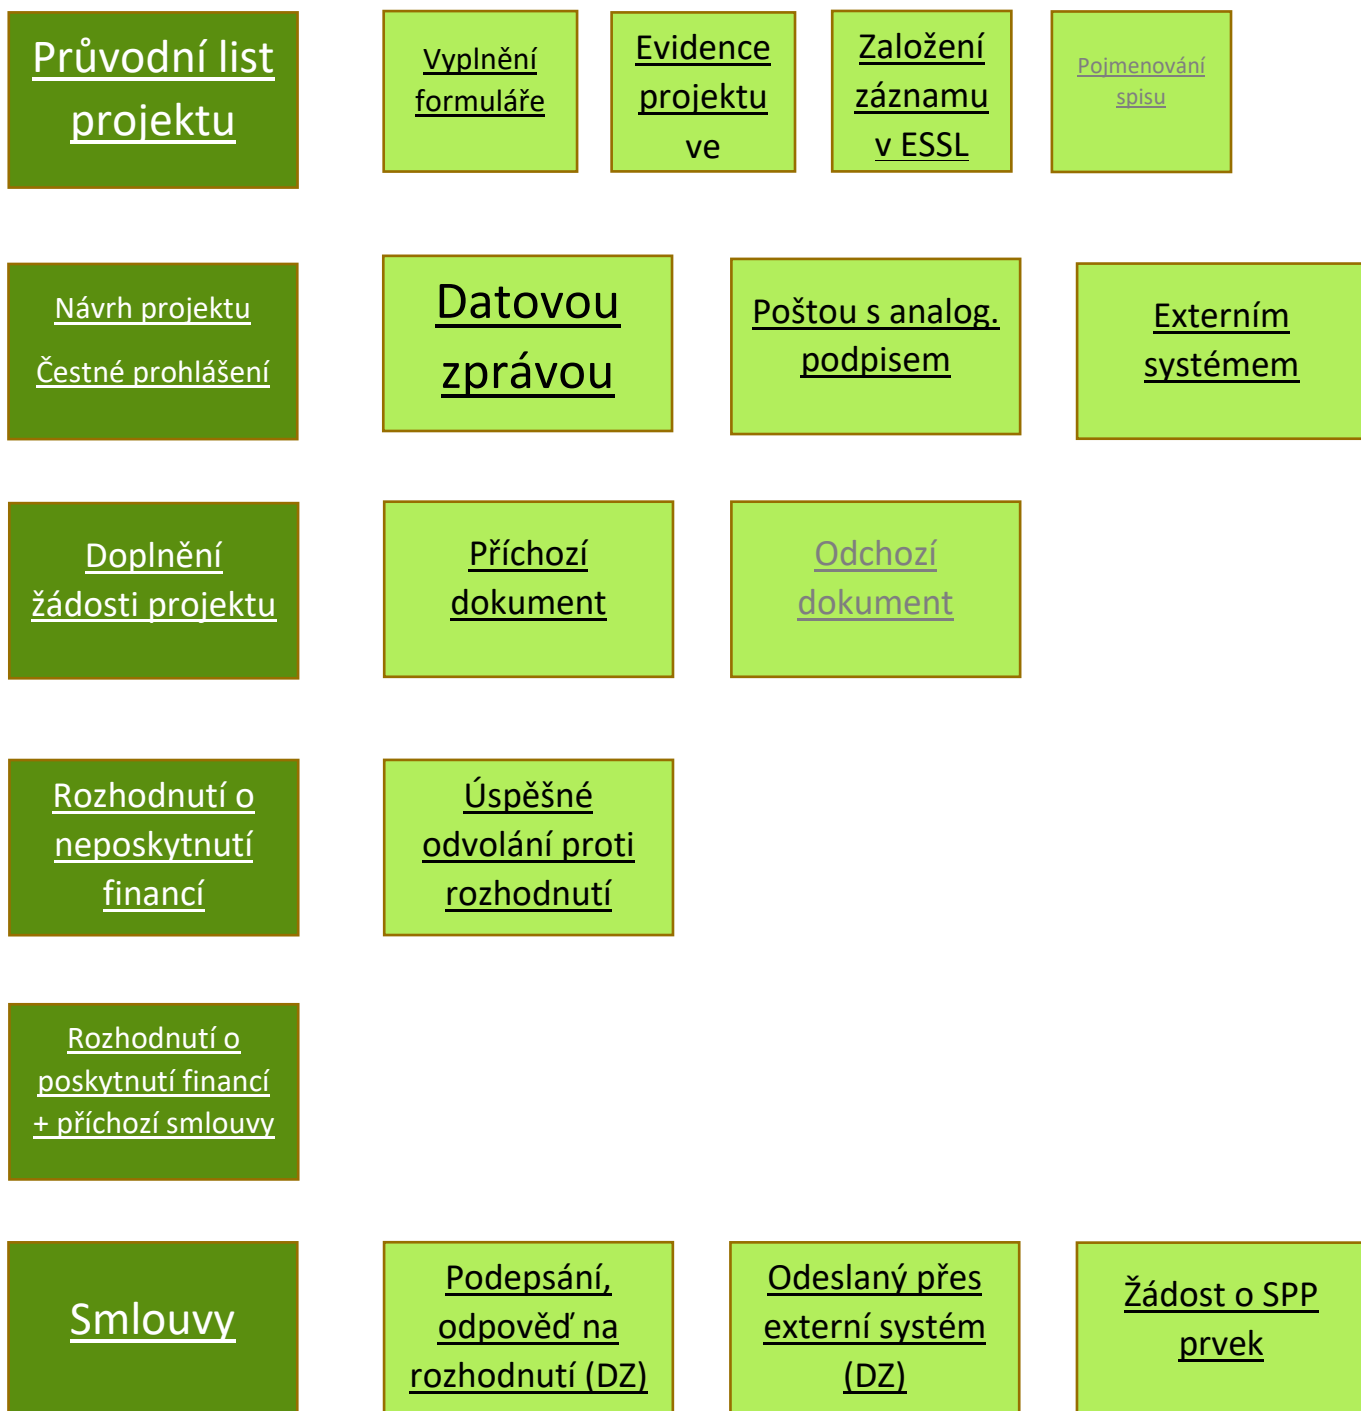 Průvodní list
projektu
Vyplnění
formuláře
Evidence
projektu
ve
Založení
záznamu
v ESSL
Pojmenování
spisu
Návrh projektu
Čestné prohlášení
Datovou
zprávou
Poštou s analog.
podpisem
Externím
systémem
Doplnění
žádosti projektu
Příchozí
dokument
Odchozí
dokument
Rozhodnutí o
neposkytnutí
financí
Úspěšné
odvolání proti
rozhodnutí
Rozhodnutí o
poskytnutí financí
+ příchozí smlouvy
Smlouvy
Podepsání,
odpověď na
rozhodnutí (DZ)
Odeslaný přes
externí systém
(DZ)
Žádost o SPP
prvek